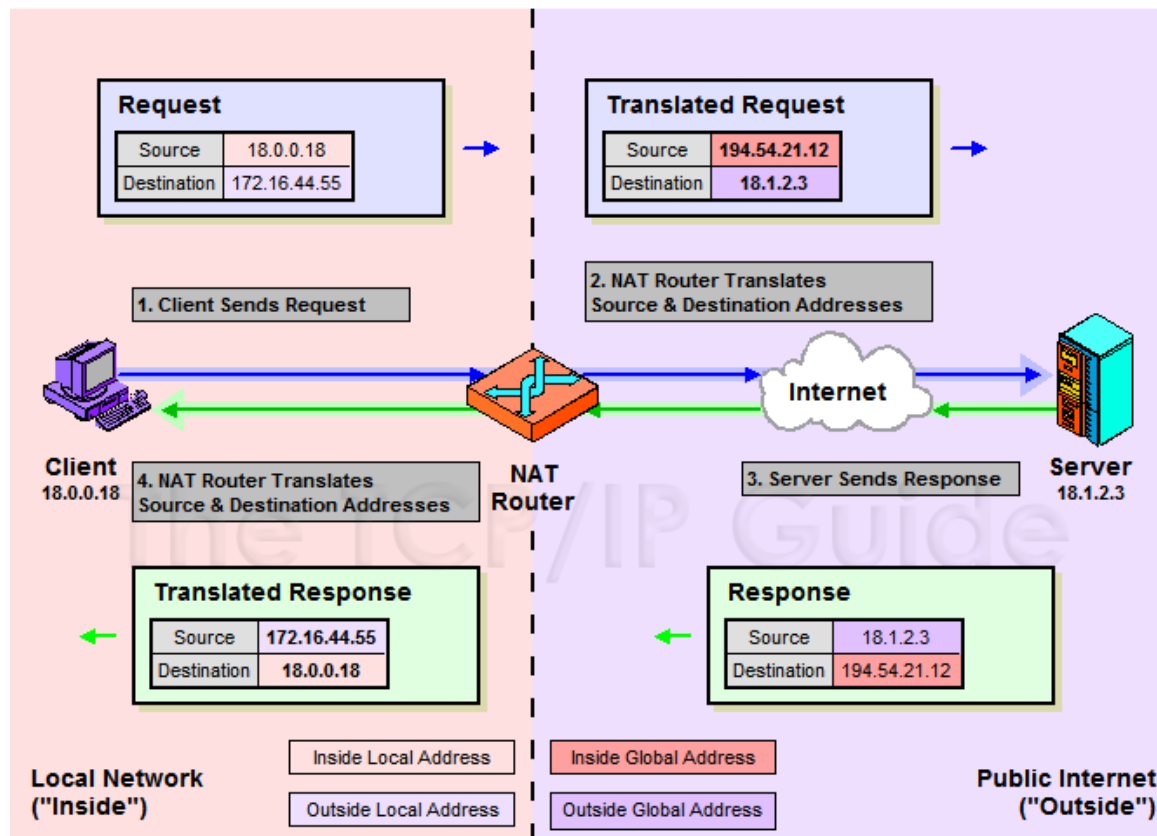 Request
Source 18.0.0.18
Destination 172.16.44.55
Translated Request
Source 194.54.21.12
Destination 18.1.2.3
1. Client Sends Request
2. NAT Router Translates
Source & Destination Addresses
Internet
Client
18.0.0.18
NAT
Router
Server
18.1.2.3
4. NAT Router Translates
Source & Destination Addresses
3. Server Sends Response
The TCP/IP Guide
Translated Response
Source 172.16.44.55
Destination 18.0.0.18
Response
Source 18.1.2.3
Destination 194.54.21.12
Local Network
("Inside")
Inside Local Address
Outside Local Address
Inside Global Address
Outside Global Address
Public Internet
("Outside")